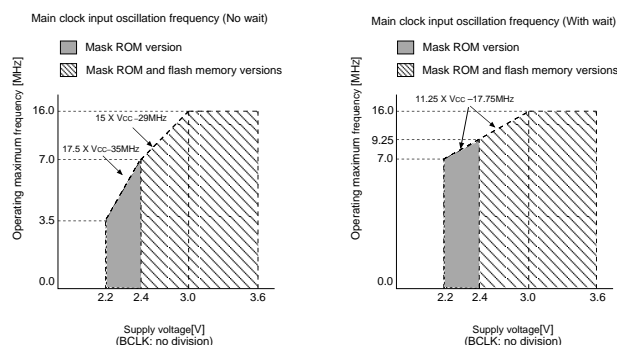 Main clock input oscillation frequency (No wait)
Mask ROM version
Mask ROM and flash memory versions
Operating maximum frequency [MHz]
16.0
7.0
3.5
0.0
15 X Vcc–29MHz
17.5 X Vcc–35MHz
2.2 2.4 3.0 3.6
Supply voltage[V]
(BCLK: no division)
Main clock input oscillation frequency (With wait)
Mask ROM version
Mask ROM and flash memory versions
Operating maximum frequency [MHz]
16.0
9.25
7.0
0.0
11.25 X Vcc –17.75MHz
2.2 2.4 3.0 3.6
Supply voltage[V]
(BCLK: no division)